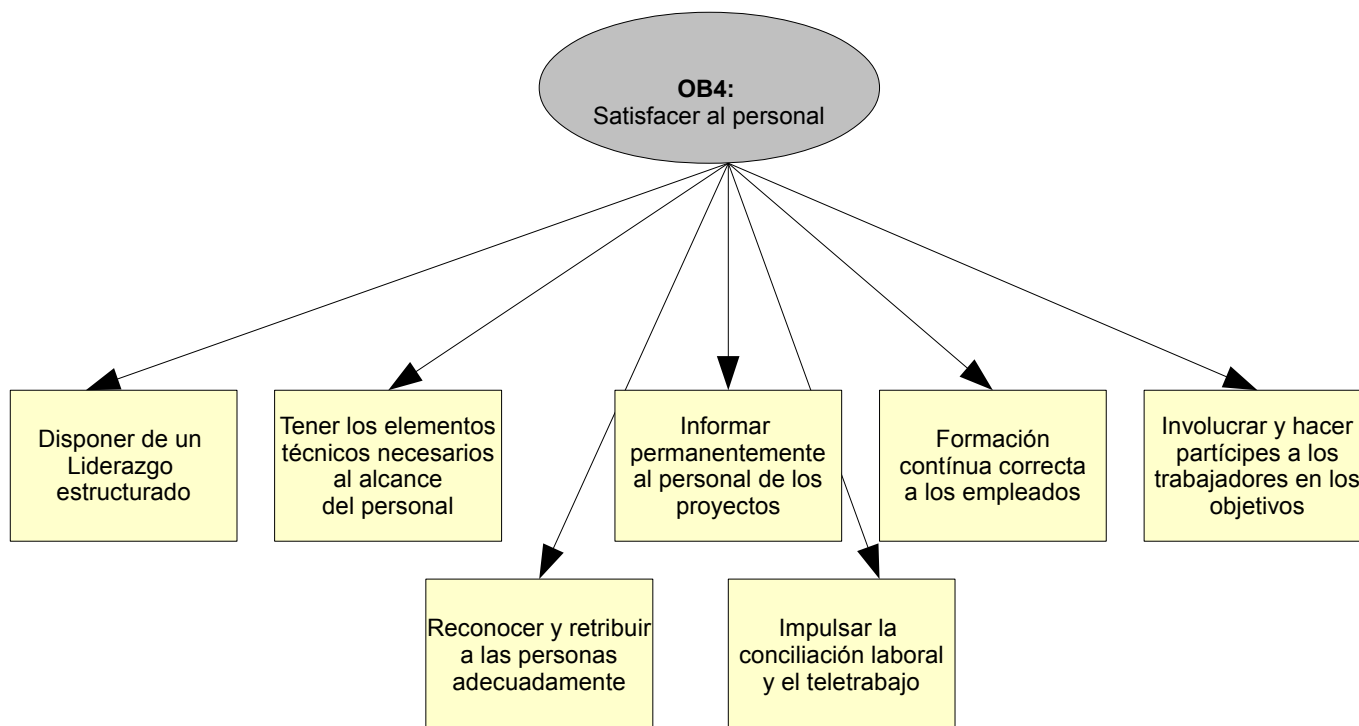 OB4:
Satisfacer al personal
Disponer de un
Liderazgo
estructurado
Tener los elementos
técnicos necesarios
al alcance
del personal
Informar
permanentemente
al personal de los
proyectos
Formación
contínua correcta
a los empleados
Involucrar y hacer
partícipes a los
trabajadores en los
objetivos
Reconocer y retribuir
a las personas
adecuadamente
Impulsar la
conciliación laboral
y el teletrabajo